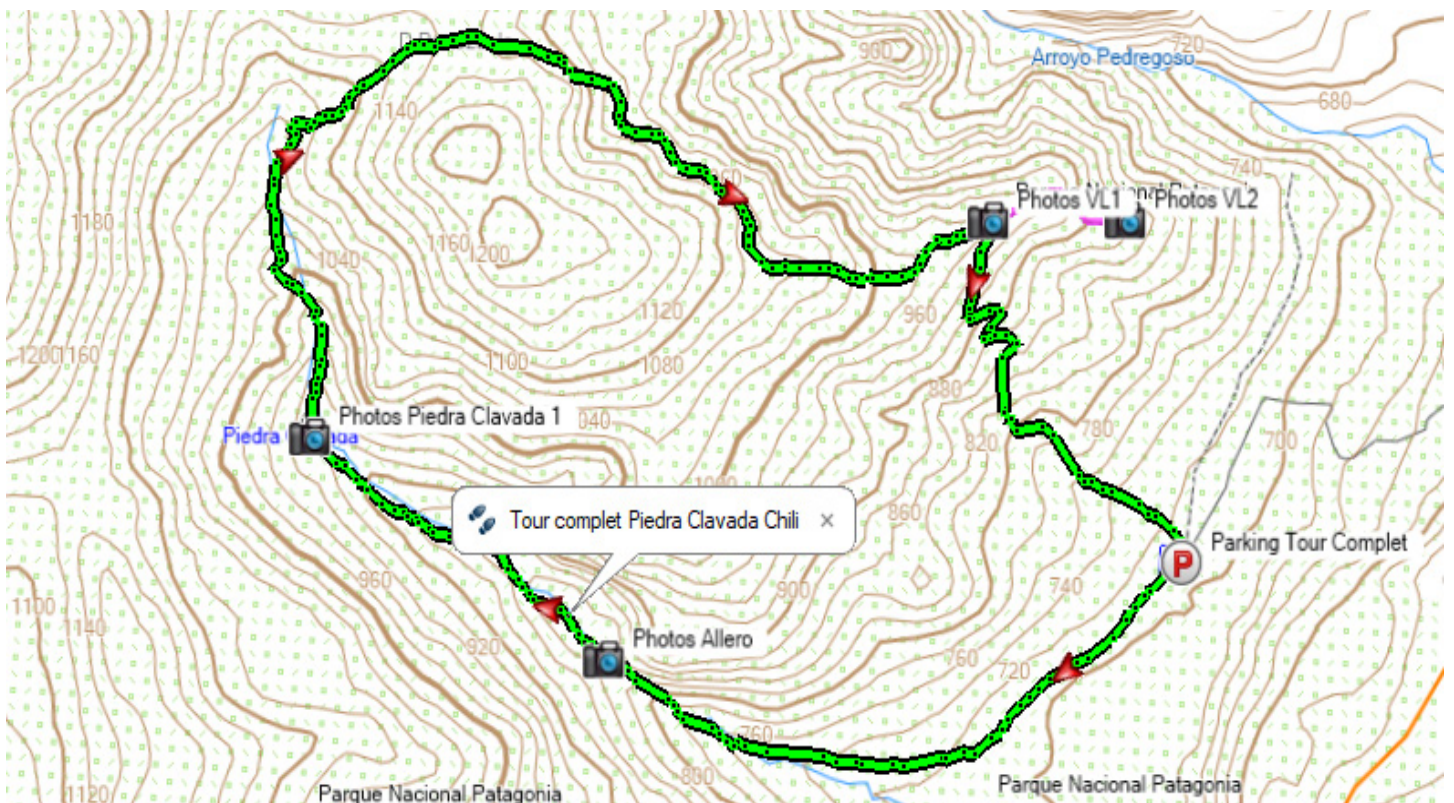 720
900
Arroyo Pedregoso
680
1140
740
Photos VL1
Photos VL2
1180
1160
1200
1040
1120
960
1200
1160
1100
1080
880
Photos Piedra Clavada 1
040
780
820
700
Piedra
860
Tour complet Piedra Clavada Chili
Parking Tour Complet
P
960
900
740
1100
1140
920
Photos Allero
760
720
760
800
Parque Nacional Patagonia
1120
Parque Nacional Patagonia